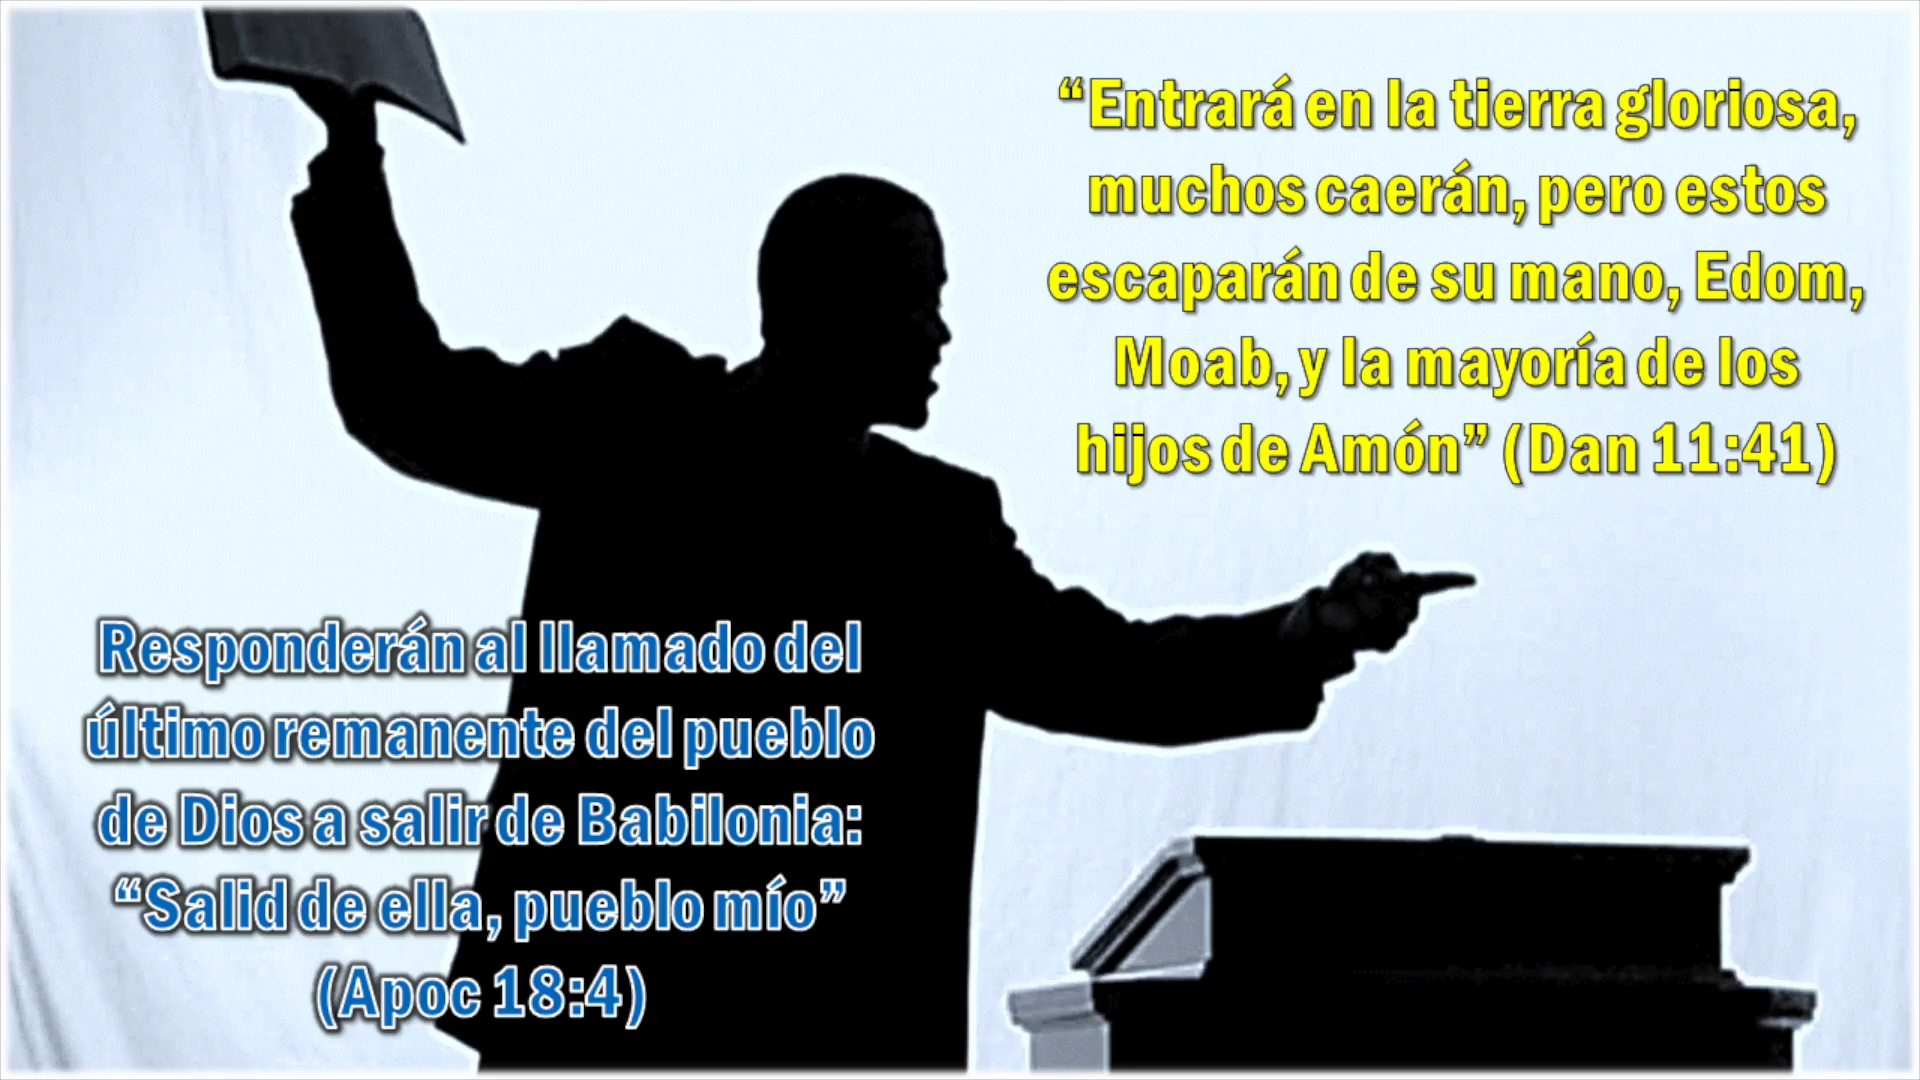 “Entrará en la tierra gloriosa,
muchos caerán, pero estos
escaparán de su mano, Edom,
Moab, y la mayoría de los
hijos de Amón” (Dan 11:41)
Responderán al llamado del
último remanente del pueblo
de Dios a salir de Babilonia:
“Salid de ella, pueblo mío”
(Apoc 18:4)